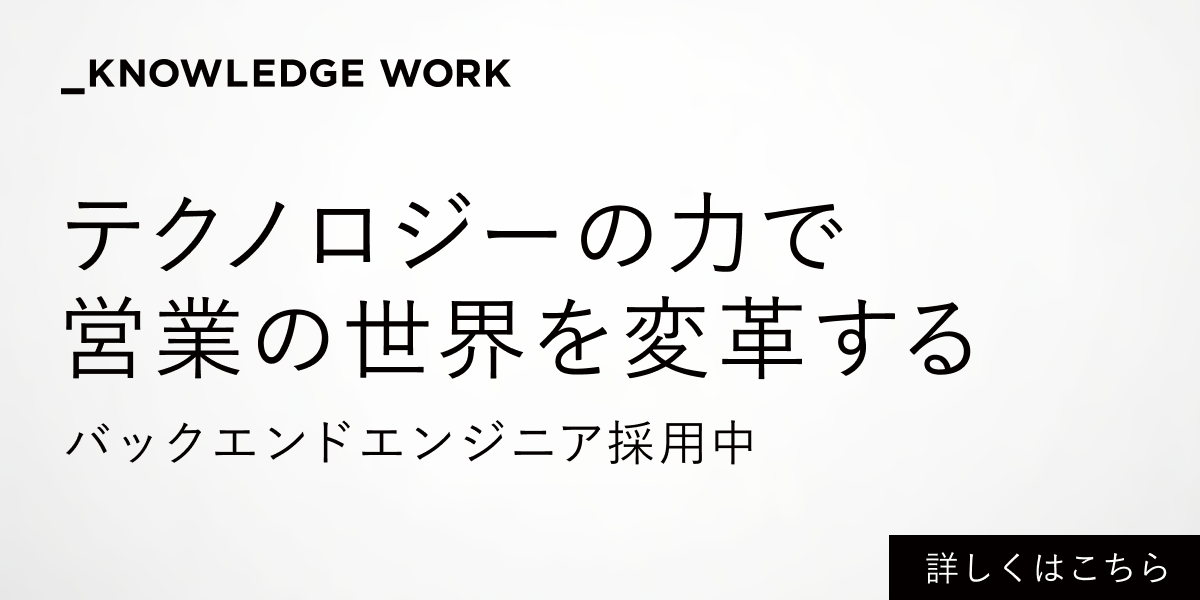 _KNOWLEDGE WORK
テクノロジーの力で
営業の世界を変革する
バックエンドエンジニア採用中
詳しくはこちら